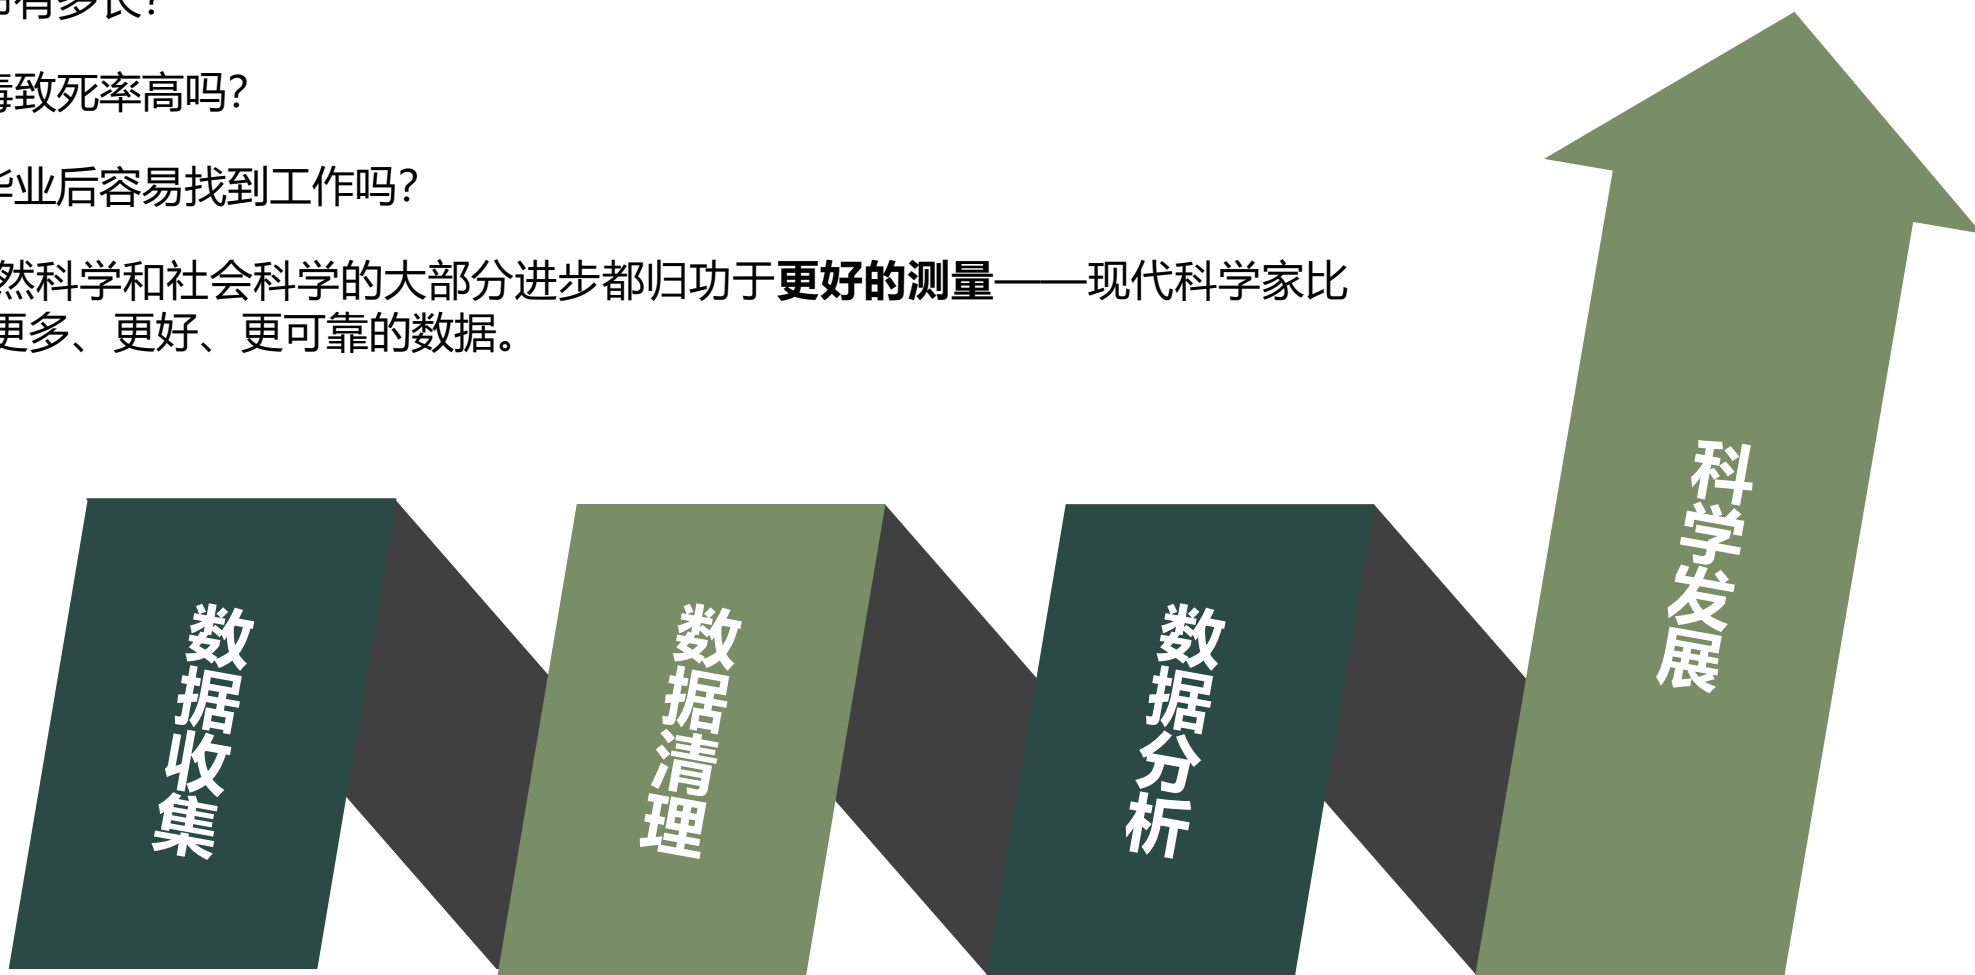 有多长？
致死率高吗？
业后容易找到工作吗？
然科学和社会科学的大部分进步都归功于更好的测量——现代科学家比
更多、更好、更可靠的数据。
科学发展
数据收集
数据清理
数据分析